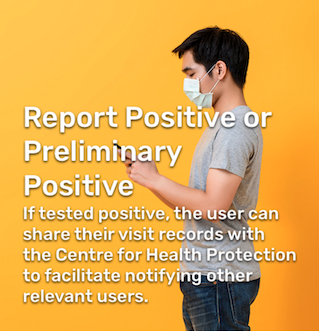 Report Positive or
Preliminary
Positive
If tested positive, the user can
share their visit records with
the Centre for Health Protection
to facilitate notifying other
relevant users.